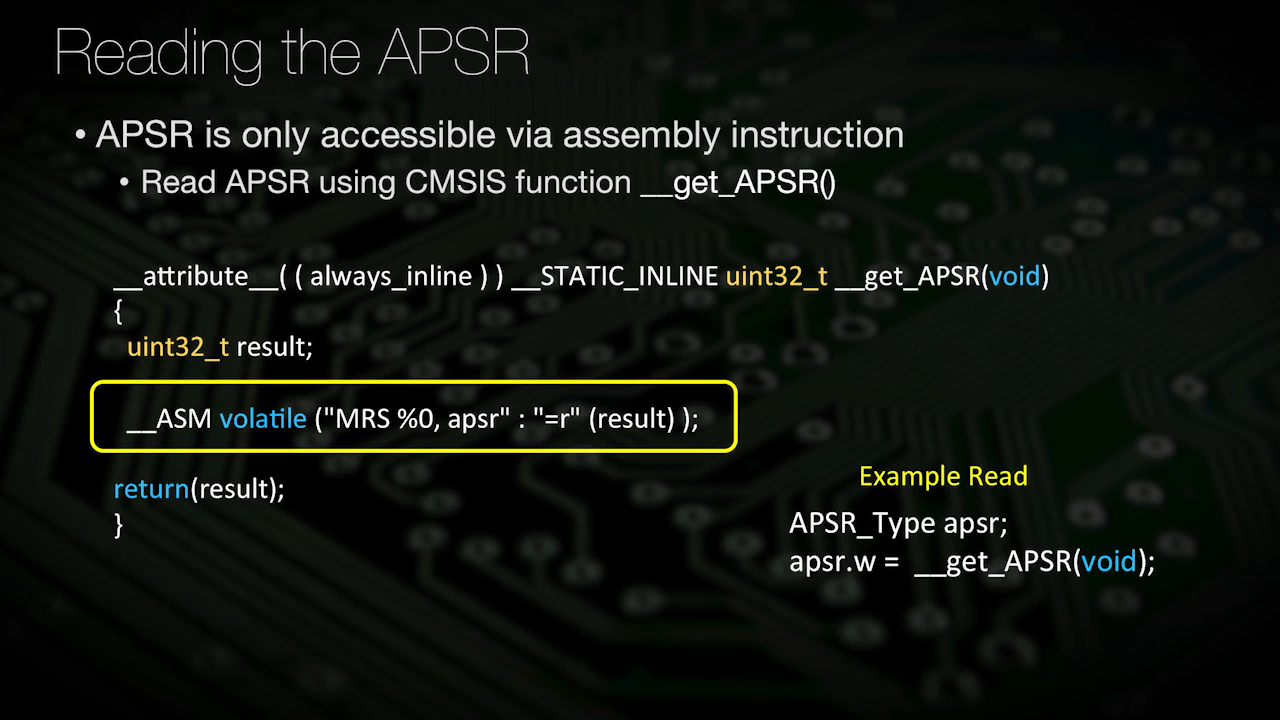 Reading the APSR
• APSR is only accessible via assembly instruction
• Read APSR using CMSIS function __get_APSR()
__attribute__( ( always_inline ) ) __STATIC_INLINE uint32_t __get_APSR(void)
{
uint32_t result;
__ASM volatile ("MRS %0, apsr" : "=r" (result) );
return(result);
}
Example Read
APSR_Type apsr;
apsr.w = __get_APSR(void);